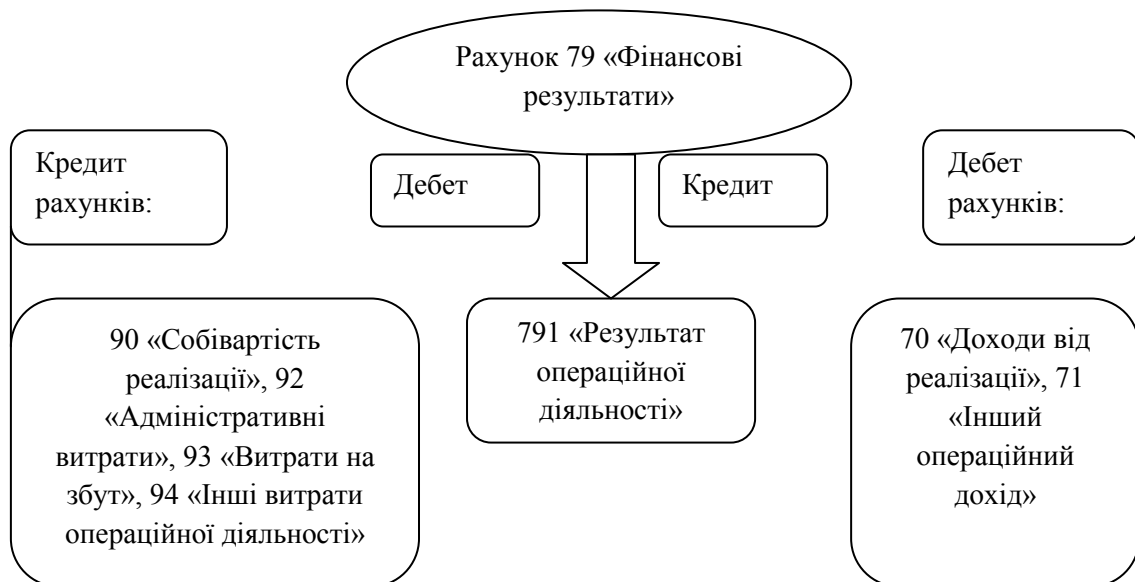 Рахунок 79 «Фінансові
результати»
Кредит
рахунків:
Дебет
Кредит
Дебет
рахунків:
90 «Собівартість
реалізації», 92
«Адміністративні
витрати», 93 «Витрати на
збут», 94 «Інші витрати
операційної діяльності»
791 «Результат
операційної
діяльності»
70 «Доходи від
реалізації», 71
«Інший
операційний
дохід»